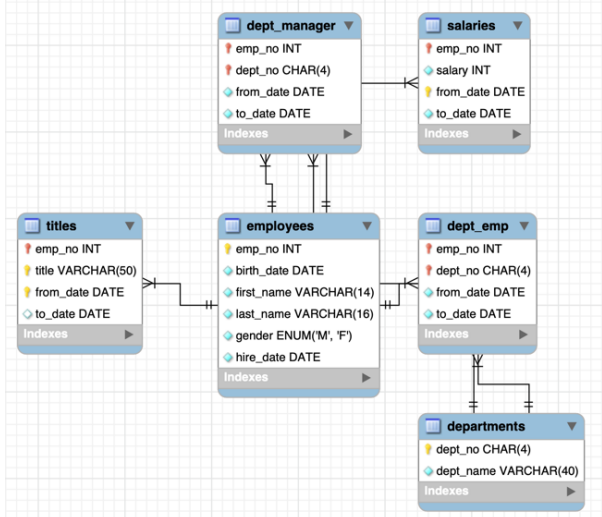 dept_manager
emp_no INT
dept_no CHAR(4)
from_date DATE
to_date DATE
Indexes
salaries
emp_no INT
salary INT
from_date DATE
to_date DATE
Indexes
titles
emp_no INT
title VARCHAR(50)
from_date DATE
to_date DATE
Indexes
employees
emp_no INT
birth_date DATE
first_name VARCHAR(14)
last_name VARCHAR(16)
gender ENUM('M', 'F')
hire_date DATE
Indexes
dept_emp
emp_no INT
dept_no CHAR(4)
from_date DATE
to_date DATE
Indexes
departments
dept_no CHAR(4)
dept_name VARCHAR(40)
Indexes